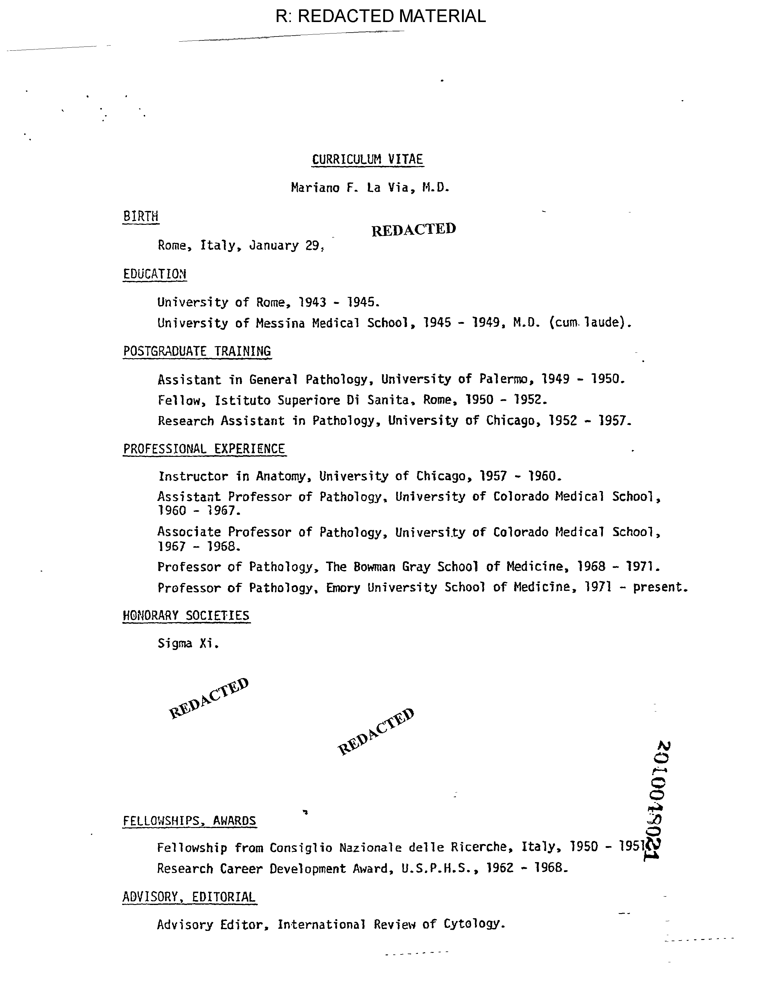 R: REDACTED MATERIAL
CURRICULUM VITAE
Mariano F. La Via, M.D.
BIRTH
REDACTED
Rome, Italy, January 29,
EDUCATION
University of Rome, 1943 - 1945.
University of Messina Medical School, 1945 - 1949, M.D. (cum laude).
POSTGRADUATE TRAINING
Assistant in General Pathology, University of Palermo, 1949 - 1950.
Fellow, Istituto Superiore Di Sanita, Rome, 1950 - 1952.
Research Assistant in Pathology, University of Chicago, 1952 - 1957.
PROFESSIONAL EXPERIENCE
Instructor in Anatomy, University of Chicago, 1957 - 1960.
Assistant Professor of Pathology, University of Colorado Medical School,
1960 - 1967.
Associate Professor of Pathology, University of Colorado Medical School,
1967 - 1968.
Professor of Pathology, The Bowman Gray School of Medicine, 1968 - 1971.
Professor of Pathology, Emory University School of Medicine, 1971 - present.
HONORARY SOCIETIES
Sigma Xi.
REDACTED
REDACTED
FELLOWSHIPS, AWARDS
Fellowship from Consiglio Nazionale delle Ricerche, Italy, 1950 - 1951
Research Career Development Award, U.S.P.H.S., 1962 - 1968.
ADVISORY, EDITORIAL
Advisory Editor, International Review of Cytology.